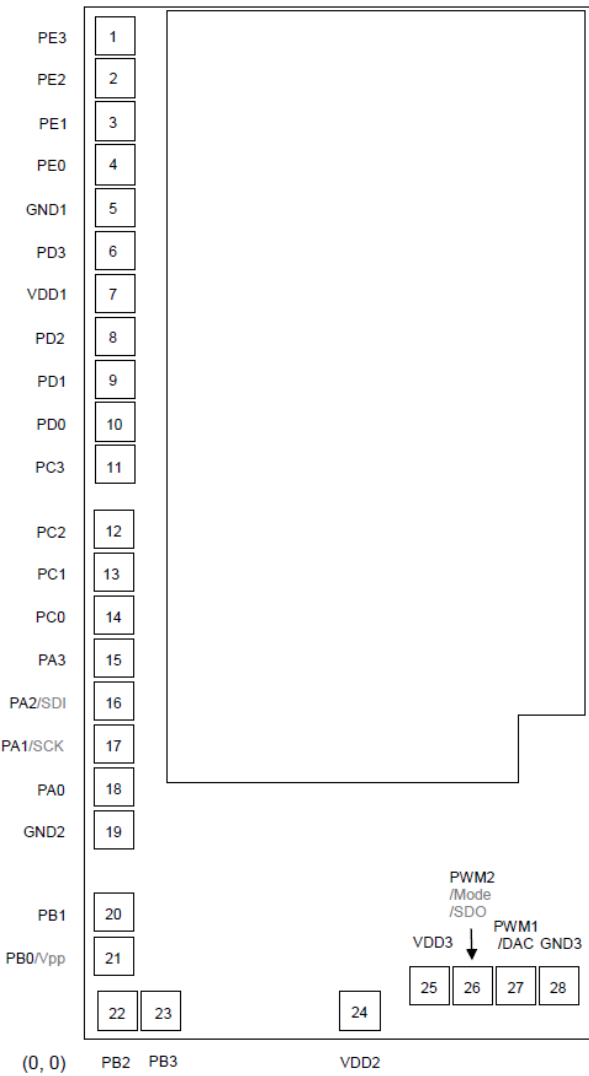 PE3 1
PE2 2
PE1 3
PE0 4
GND1 5
PD3 6
VDD1 7
PD2 8
PD1 9
PD0 10
PC3 11
PC2 12
PC1 13
PC0 14
PA3 15
PA2/SDI 16
PA1/SCK 17
PA0 18
GND2 19
PB1 20
PB0/Vpp 21
PWM2
/Mode
/SDO
PWM1
VDD3 /DAC GND3
25 26 27 28
22 23 24
(0, 0) PB2 PB3 VDD2